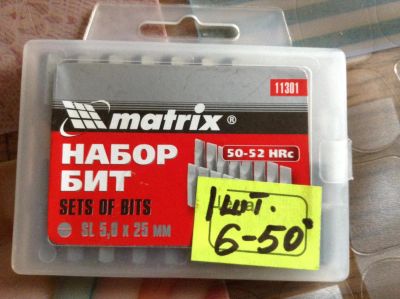 11301
matrix®
НАБОР
БИТ
50-52 HRc
SETS OF BITS
SL 5,0 x 25 мм
1 шт.
6-50